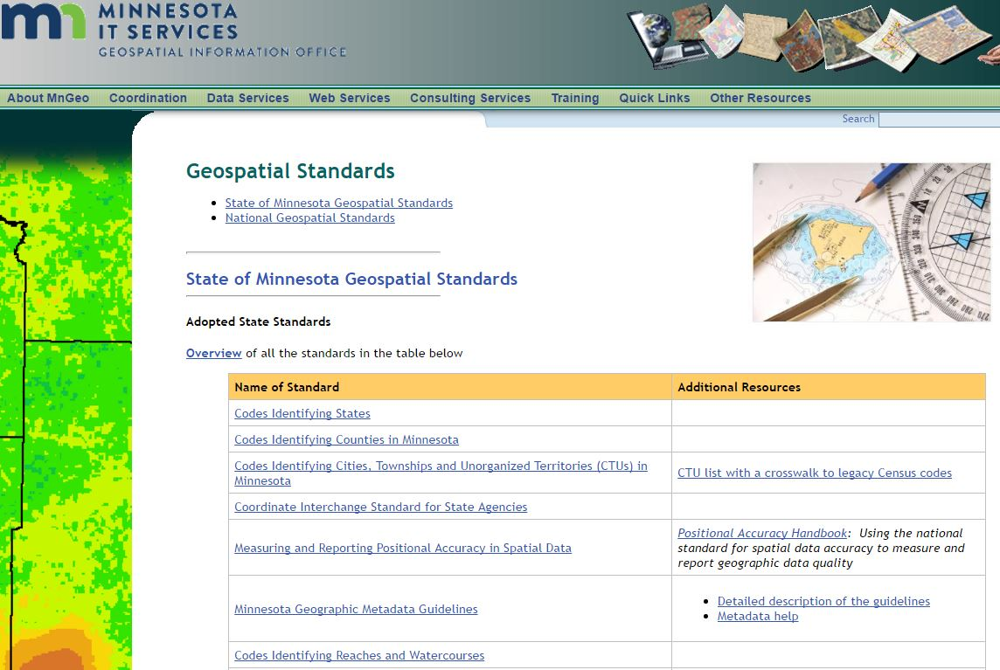 MINNESOTA
IT SERVICES
GEOSPATIAL INFORMATION OFFICE
About MnGeo Coordination Data Services Web Services Consulting Services Training Quick Links Other Resources
Search
Geospatial Standards
State of Minnesota Geospatial Standards
National Geospatial Standards
State of Minnesota Geospatial Standards
Adopted State Standards
Overview of all the standards in the table below
Name of Standard Additional Resources
Codes Identifying States
Codes Identifying Counties in Minnesota
Codes Identifying Cities, Townships and Unorganized Territories (CTUs) in
Minnesota
CTU list with a crosswalk to legacy Census codes
Coordinate Interchange Standard for State Agencies
Measuring and Reporting Positional Accuracy in Spatial Data
Positional Accuracy Handbook: Using the national
standard for spatial data accuracy to measure and
report geographic data quality
Minnesota Geographic Metadata Guidelines
Detailed description of the guidelines
Metadata help
Codes Identifying Reaches and Watercourses